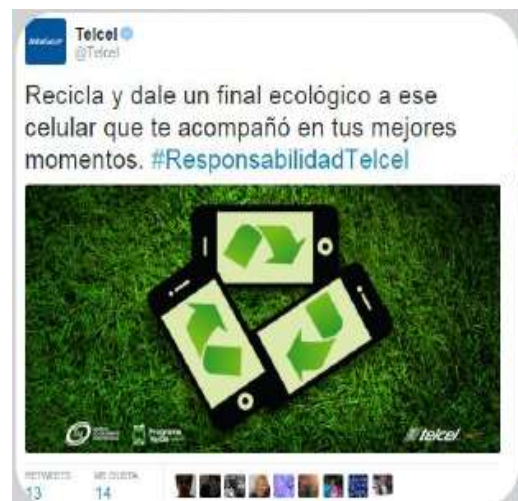 Telcel
@Telcel
Recicla y dale un final ecológico a ese
celular que te acompañó en tus mejores
momentos. #ResponsabilidadTelcel
telcel
RETWEETS
ME GUSTA
13
14